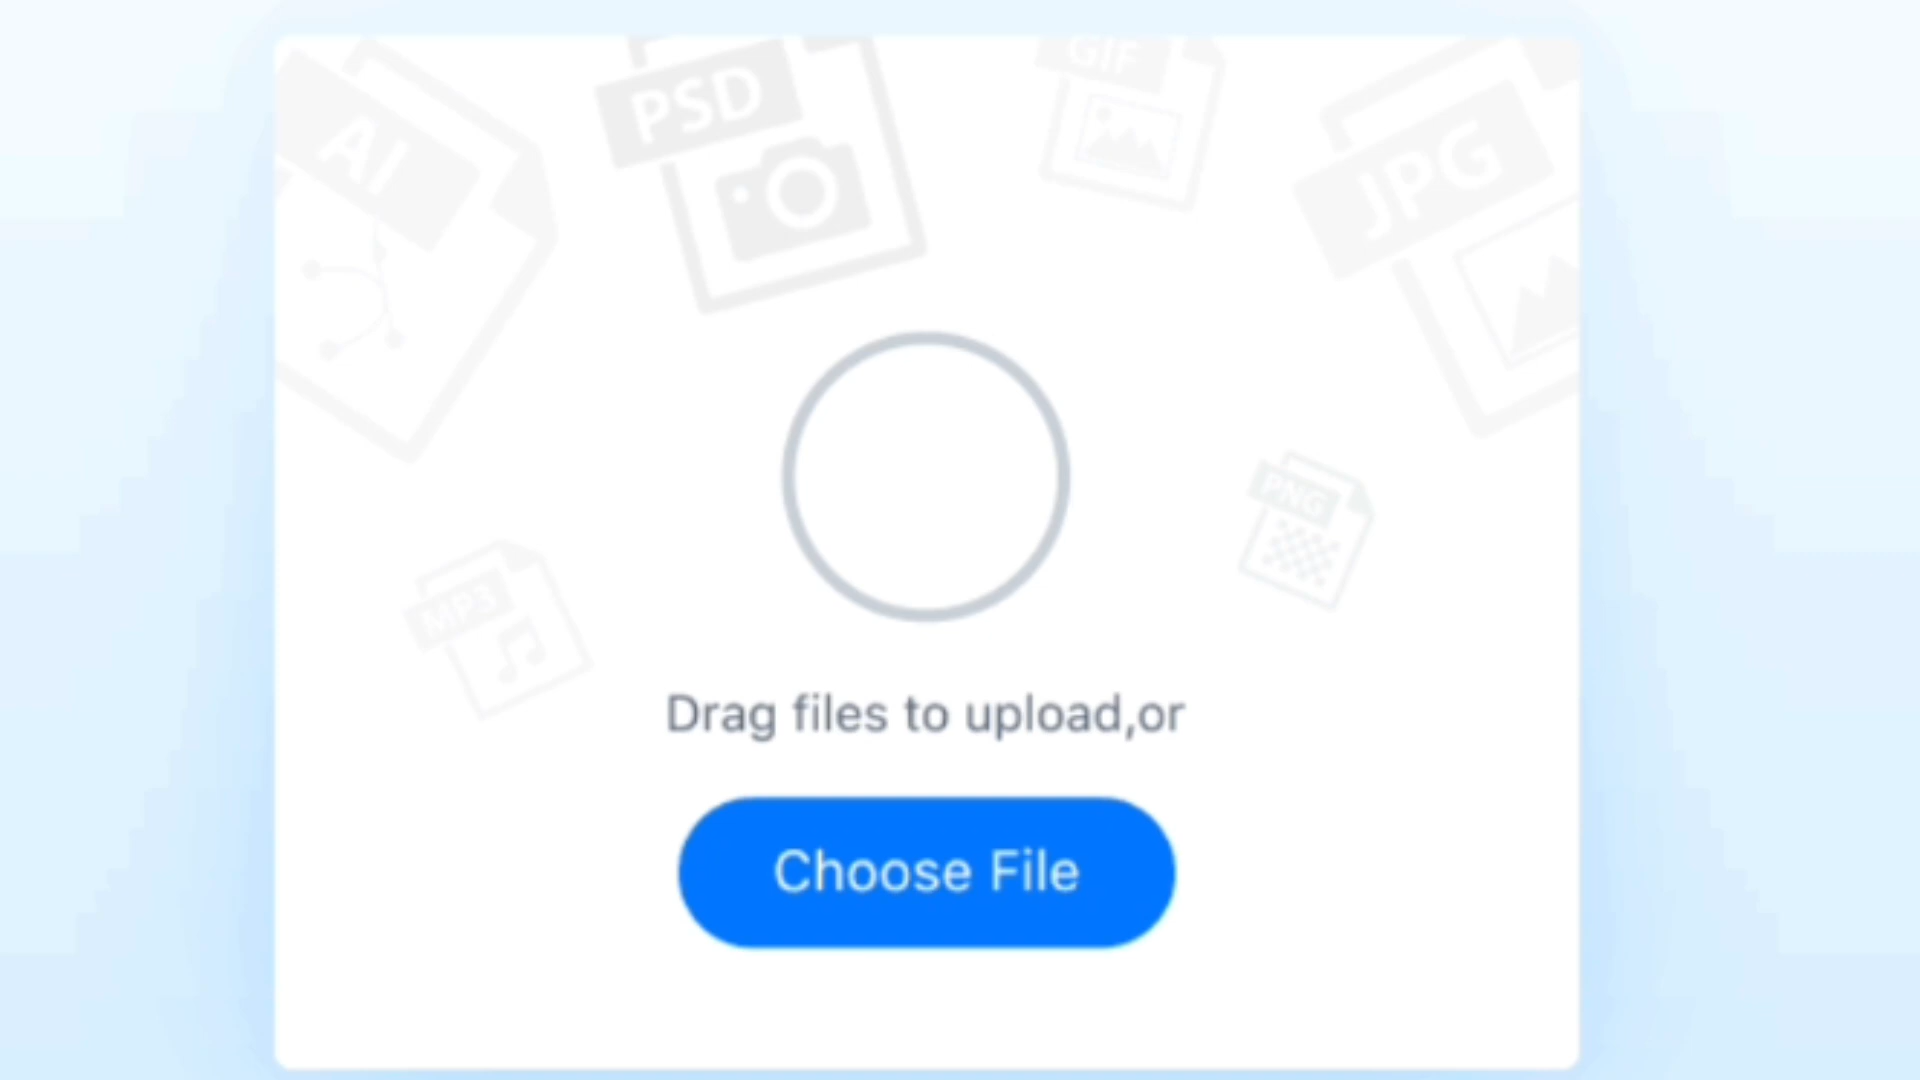 AI
PSD
GIF
JPG
PNG
MP3
Drag files to upload,or
Choose File